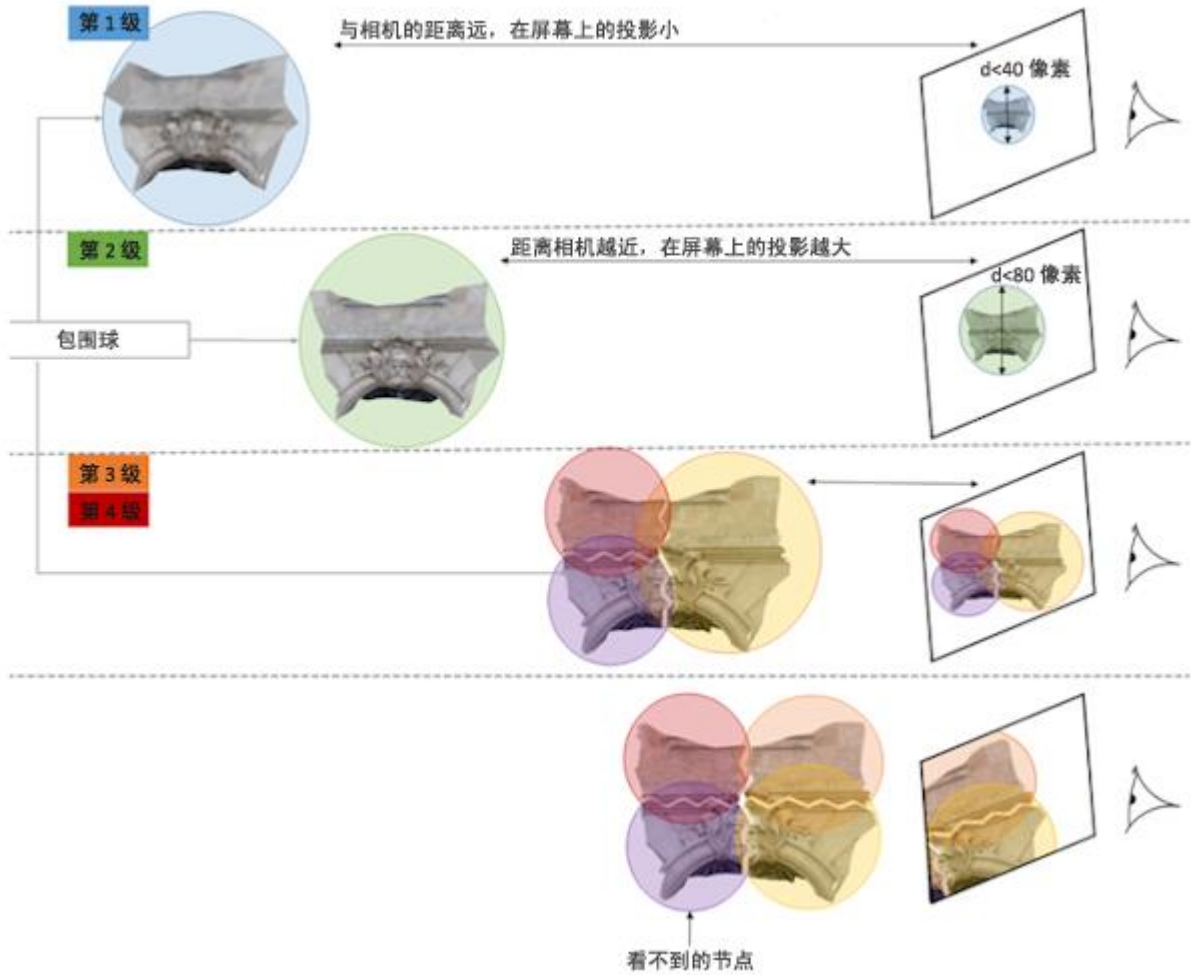 第 1 级
与相机的距离远，在屏幕上的投影小
d<40 像素
第 2 级
距离相机越近，在屏幕上的投影越大
d<80 像素
包围球
第 3 级
第 4 级
看不到的节点